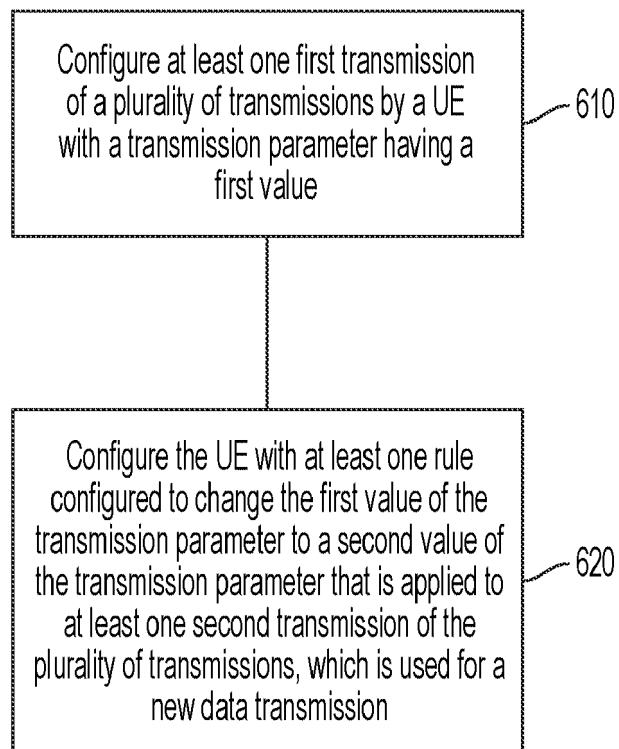 Configure at least one first transmission
of a plurality of transmissions by a UE
with a transmission parameter having a
first value
610
Configure the UE with at least one rule
configured to change the first value of the
transmission parameter to a second value of
the transmission parameter that is applied to
at least one second transmission of the
plurality of transmissions, which is used for a
new data transmission
620